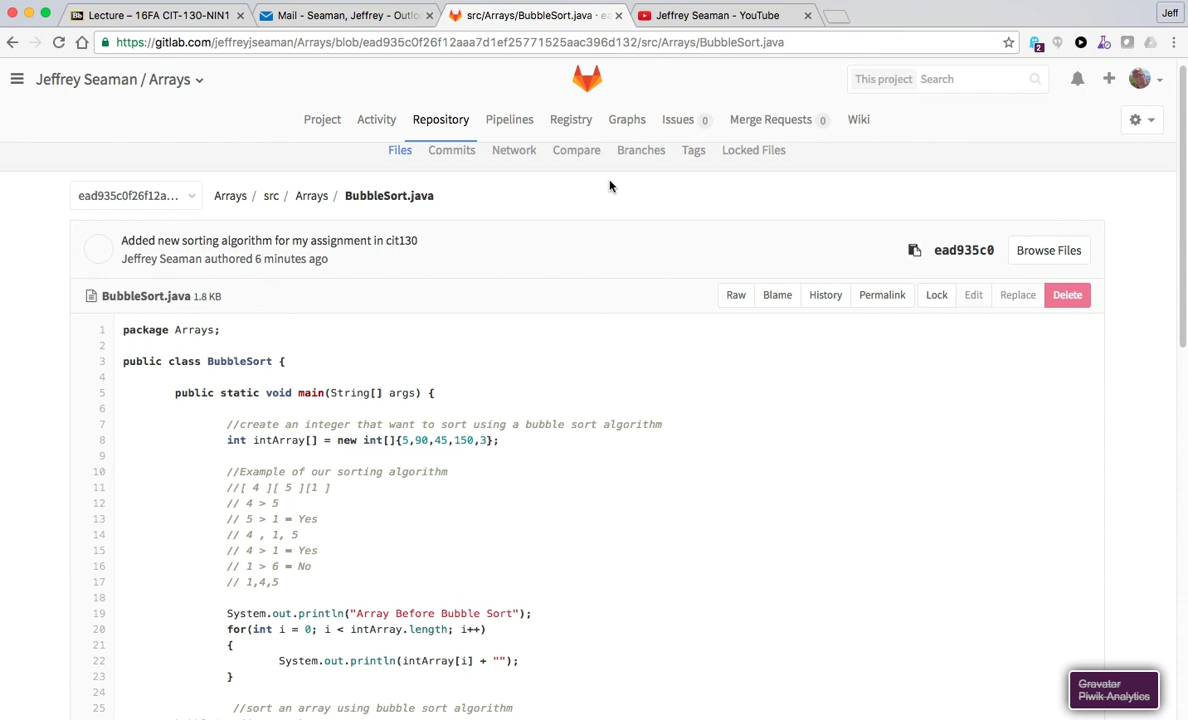 Lecture – 16FA CIT-130-NIN1
Mail - Seaman, Jeffrey - Outlo
src/Arrays/BubbleSort.java · ea
Jeffrey Seaman - YouTube
Jeff
https://gitlab.com/jeffreyjseaman/Arrays/blob/ead935c0f26f12aaa7d1ef25771525aac396d132/src/Arrays/BubbleSort.java
2
Jeffrey Seaman / Arrays
This project Search
Project Activity Repository Pipelines Registry Graphs Issues 0 Merge Requests 0 Wiki
Files Commits Network Compare Branches Tags Locked Files
ead935c0f26f12a... Arrays / src / Arrays / BubbleSort.java
Added new sorting algorithm for my assignment in cit130
Jeffrey Seaman authored 6 minutes ago
ead935c0 Browse Files
BubbleSort.java 1.8 KB
Raw Blame History Permalink Lock Edit Replace Delete
1 package Arrays;
2
3 public class BubbleSort {
4
5 public static void main(String[] args) {
6
7 //create an integer that want to sort using a bubble sort algorithm
8 int intArray[] = new int[]{5,90,45,150,3};
9
10 //Example of our sorting algorithm
11 //[ 4 ][ 5 ][1 ]
12 // 4 > 5
13 // 5 > 1 = Yes
14 // 4 , 1, 5
15 // 4 > 1 = Yes
16 // 1 > 6 = No
17 // 1,4,5
18
19 System.out.println("Array Before Bubble Sort");
20 for(int i = 0; i < intArray.length; i++)
21 {
22 System.out.println(intArray[i] + "");
23 }
24
25 //sort an array using bubble sort algorithm
Gravatar
Piwik Analytics